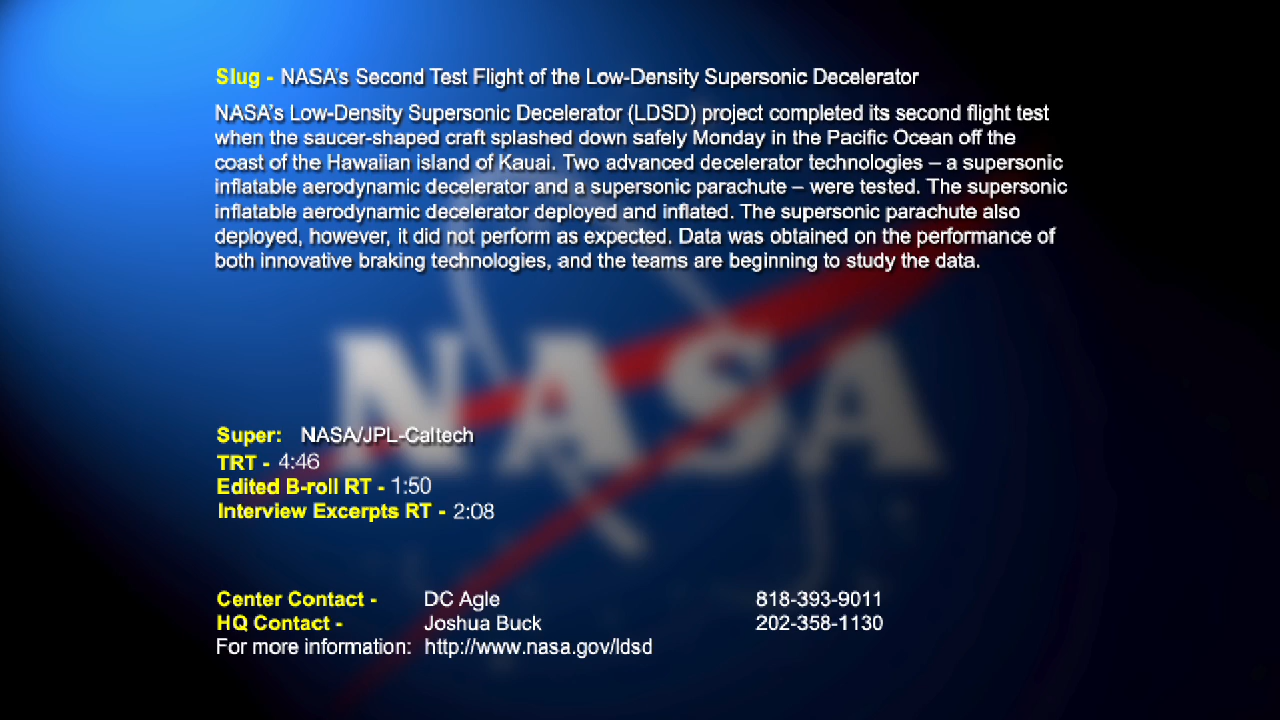 Slug - NASA's Second Test Flight of the Low-Density Supersonic Decelerator
NASA's Low-Density Supersonic Decelerator (LDSD) project completed its second flight test
when the saucer-shaped craft splashed down safely Monday in the Pacific Ocean off the
coast of the Hawaiian island of Kauai. Two advanced decelerator technologies – a supersonic
inflatable aerodynamic decelerator and a supersonic parachute – were tested. The supersonic
inflatable aerodynamic decelerator deployed and inflated. The supersonic parachute also
deployed, however, it did not perform as expected. Data was obtained on the performance of
both innovative braking technologies, and the teams are beginning to study the data.
NASA
Super: NASA/JPL-Caltech
TRT - 4:46
Edited B-roll RT - 1:50
Interview Excerpts RT - 2:08
Center Contact - DC Agle 818-393-9011
HQ Contact - Joshua Buck 202-358-1130
For more information: http://www.nasa.gov/ldsd